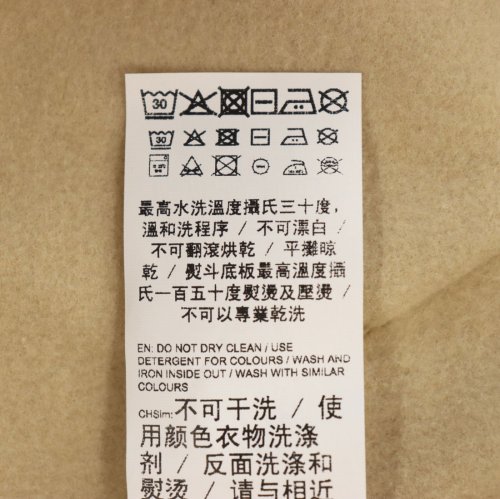 30
30
最高水洗溫度攝氏三十度,
溫和洗程序 / 不可漂白 /
不可翻滾烘乾 / 平攤晾
乾 / 熨斗底板最高溫度攝
氏一百五十度熨燙及壓燙 /
不可以專業乾洗
EN: DO NOT DRY CLEAN / USE
DETERGENT FOR COLOURS / WASH AND
IRON INSIDE OUT / WASH WITH SIMILAR
COLOURS
CHSim: 不可干洗 / 使
用颜色衣物洗涤
剂 / 反面洗涤和
熨烫 / 请与相近